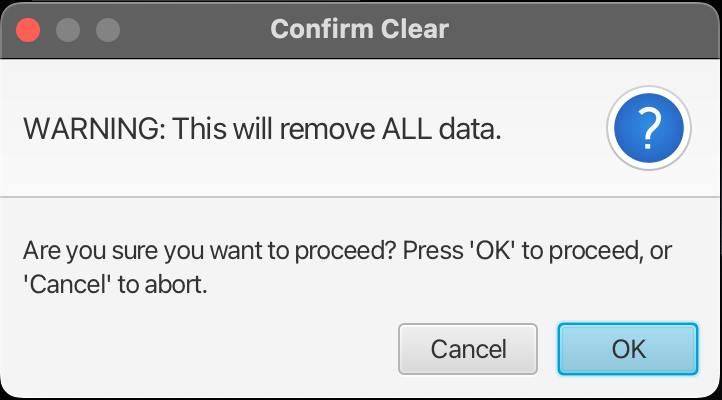 Confirm Clear
WARNING: This will remove ALL data.
?
Are you sure you want to proceed? Press 'OK' to proceed, or
'Cancel' to abort.
Cancel OK